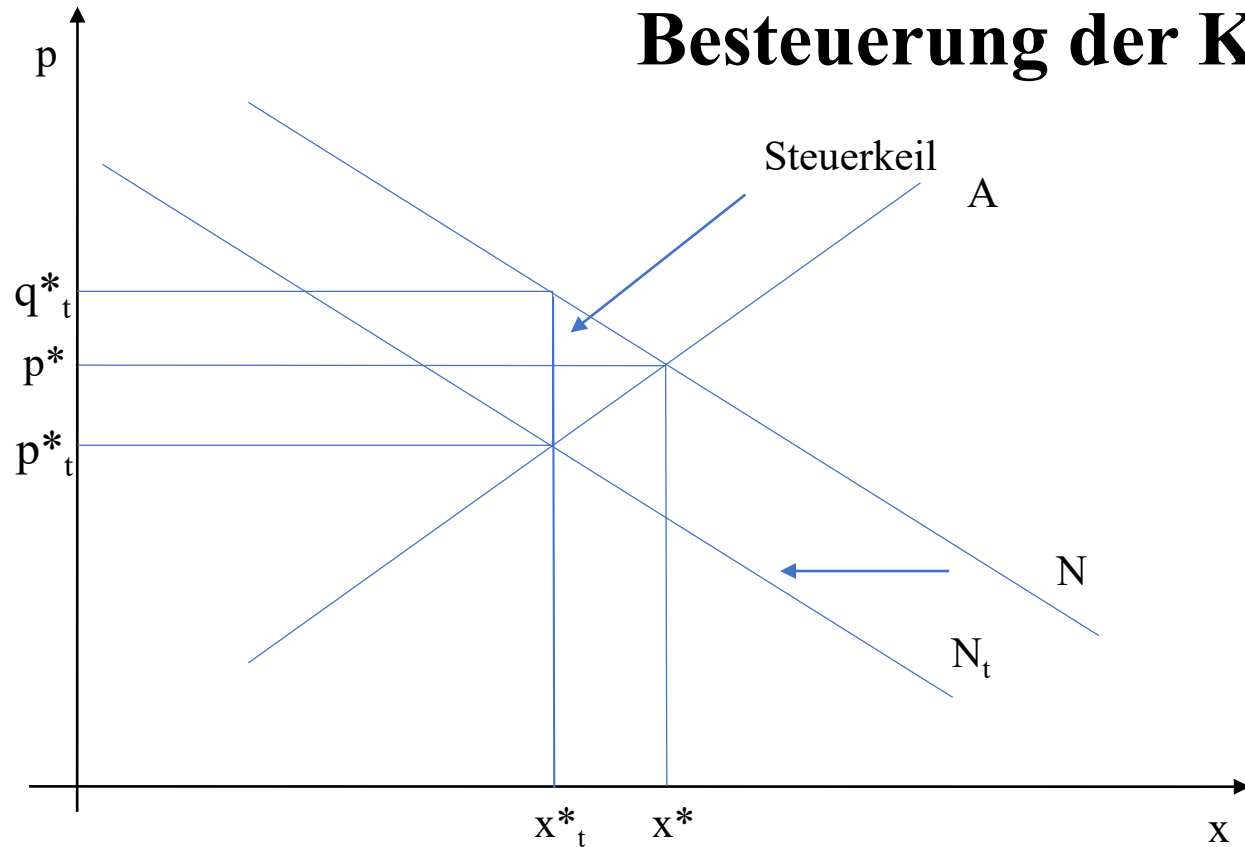 Besteuerung der K
p
Steuerkeil
A
q*t
p*
p*t
N
Nt
x*t x*
x